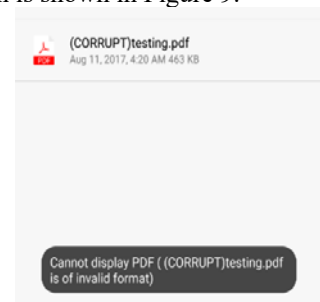 is shown in Figure 9.
(CORRUPT)testing.pdf
PDF
Aug 11, 2017, 4:20 AM 463 KB
Cannot display PDF ( (CORRUPT)testing.pdf
is of invalid format)